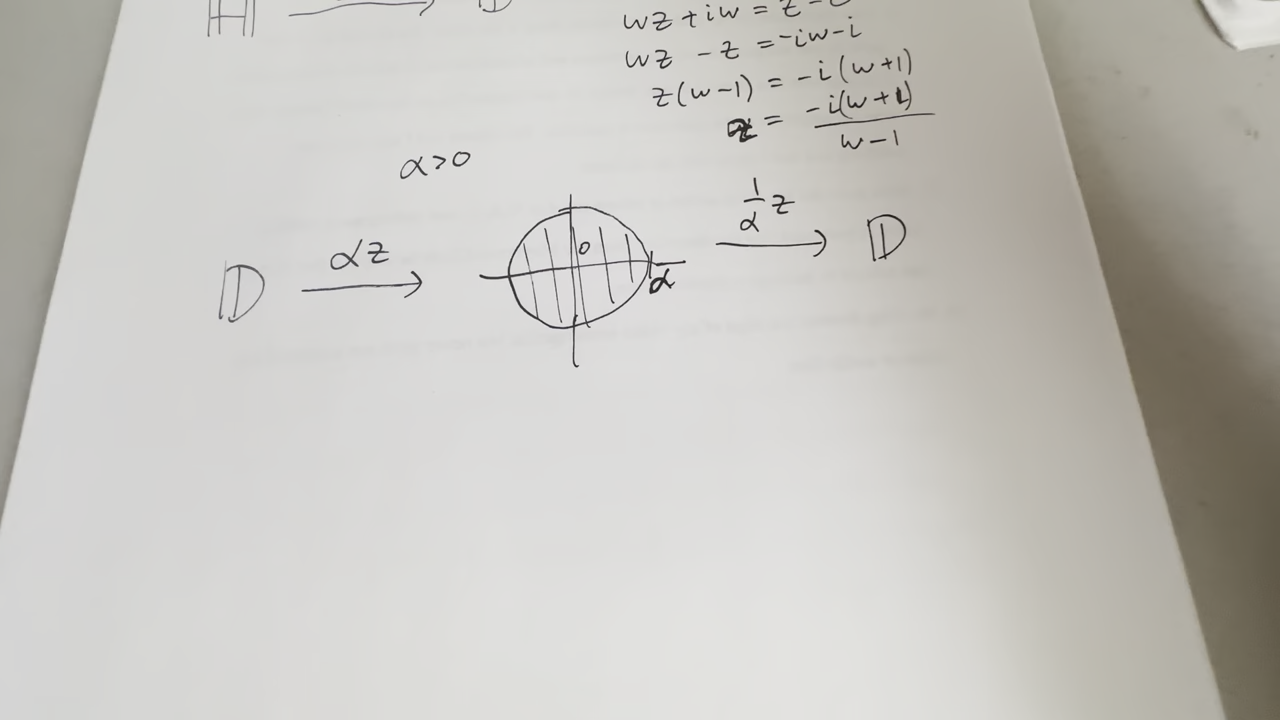 ℍ ⟶ 𝔻
wz + iw = z - i
wz - z = -iw - i
z(w-1) = -i(w+1)
z = -i(w+1)/(w-1)
α>0
𝔻 αz ⟶ 0 α 1/α z ⟶ 𝔻